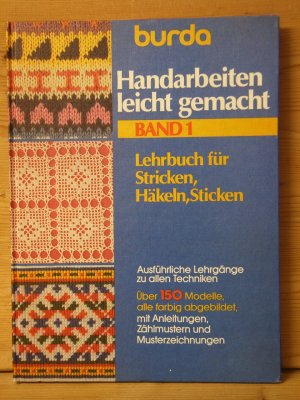 burda
Handarbeiten
leicht gemacht
BAND 1
Lehrbuch für
Stricken,
Häkeln, Sticken
Ausführliche Lehrgänge
zu allen Techniken
Über 150 Modelle,
alle farbig abgebildet,
mit Anleitungen,
Zählmustern und
Musterzeichnungen